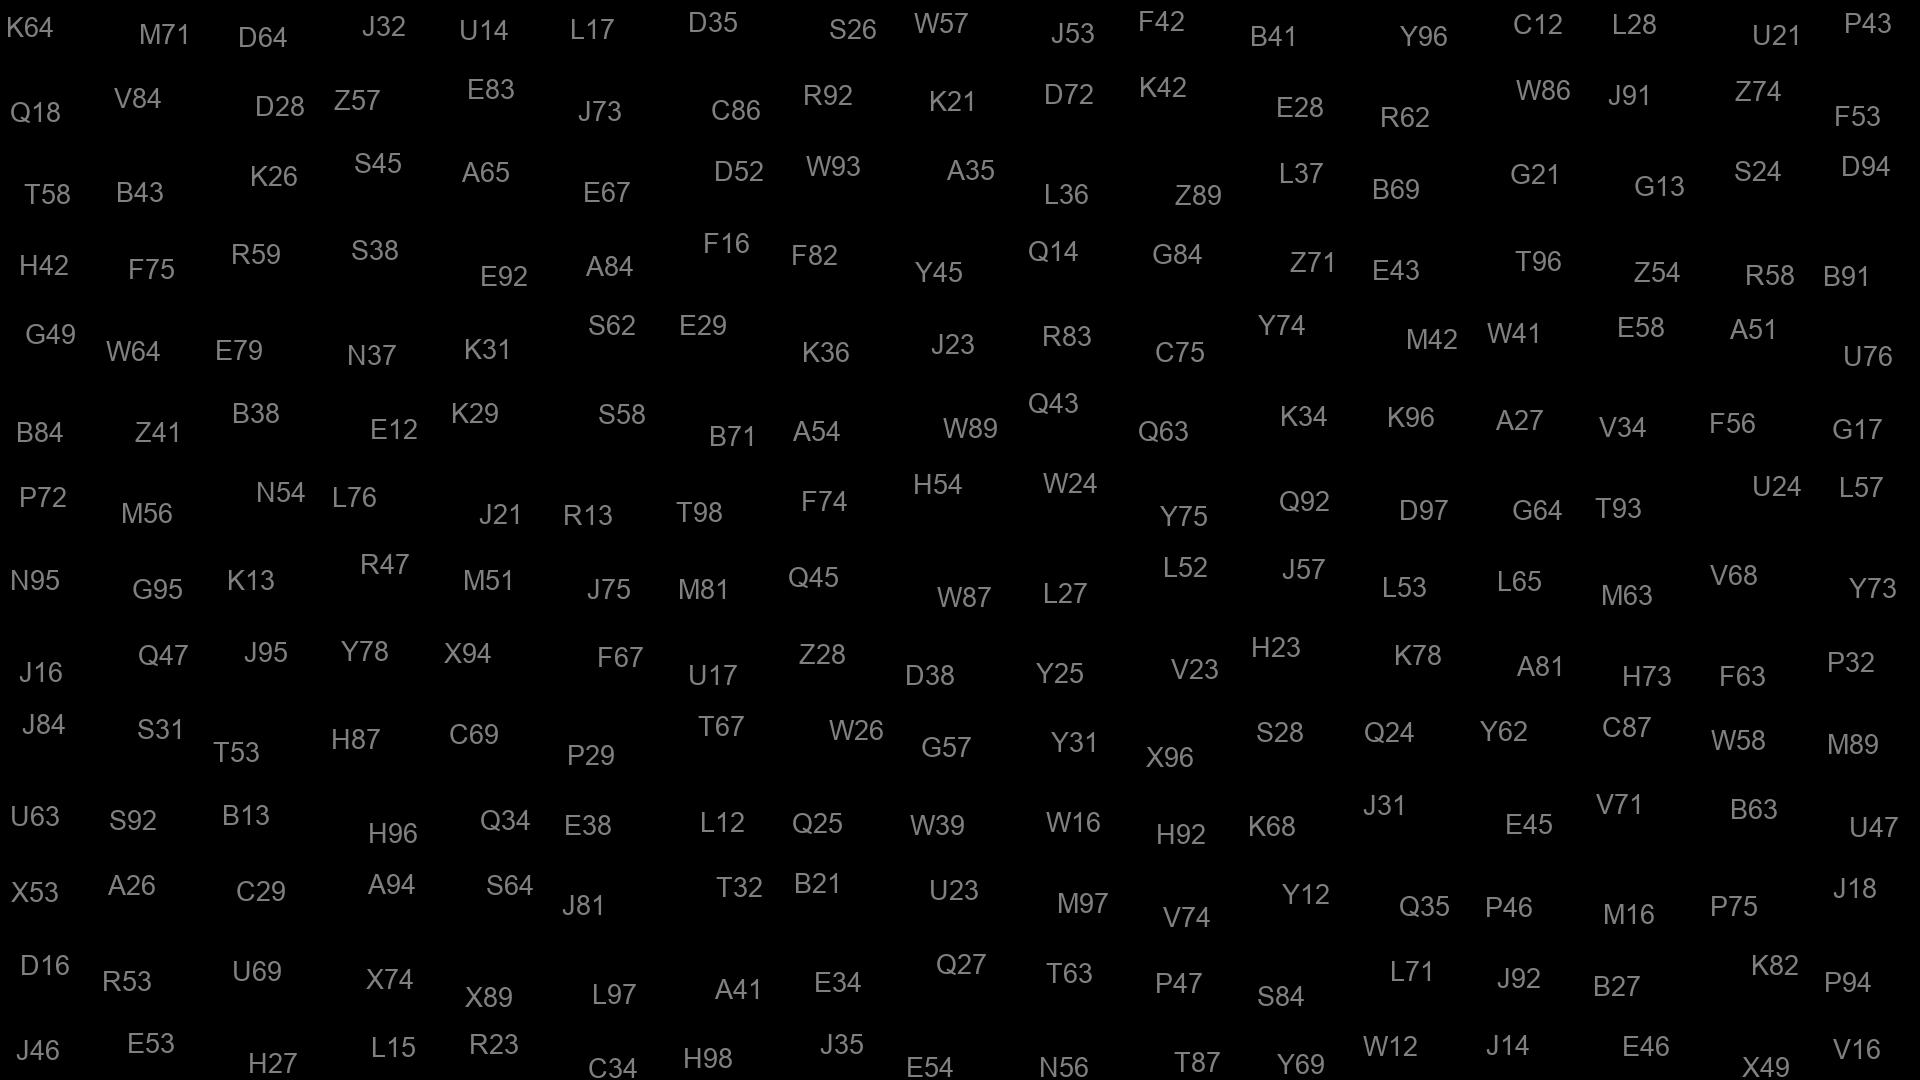 K64 M71 D64 J32 U14 L17 D35 S26 W57 J53 F42 B41 Y96 C12 L28 U21 P43
Q18 V84 D28 Z57 E83 J73 C86 R92 K21 D72 K42 E28 R62 W86 J91 Z74 F53
T58 B43 K26 S45 A65 E67 D52 W93 A35 L36 Z89 L37 B69 G21 G13 S24 D94
H42 F75 R59 S38 E92 A84 F16 F82 Y45 Q14 G84 Z71 E43 T96 Z54 R58 B91
G49 W64 E79 N37 K31 S62 E29 K36 J23 R83 C75 Y74 M42 W41 E58 A51 U76
B84 Z41 B38 E12 K29 S58 B71 A54 W89 Q43 Q63 K34 K96 A27 V34 F56 G17
P72 M56 N54 L76 J21 R13 T98 F74 H54 W24 Y75 Q92 D97 G64 T93 U24 L57
N95 G95 K13 R47 M51 J75 M81 Q45 W87 L27 L52 J57 L53 L65 M63 V68 Y73
J16 Q47 J95 Y78 X94 F67 U17 Z28 D38 Y25 V23 H23 K78 A81 H73 F63 P32
J84 S31 T53 H87 C69 P29 T67 W26 G57 Y31 X96 S28 Q24 Y62 C87 W58 M89
U63 S92 B13 H96 Q34 E38 L12 Q25 W39 W16 H92 K68 J31 E45 V71 B63 U47
X53 A26 C29 A94 S64 J81 T32 B21 U23 M97 V74 Y12 Q35 P46 M16 P75 J18
D16 R53 U69 X74 X89 L97 A41 E34 Q27 T63 P47 S84 L71 J92 B27 K82 P94
J46 E53 H27 L15 R23 C34 H98 J35 E54 N56 T87 Y69 W12 J14 E46 X49 V16